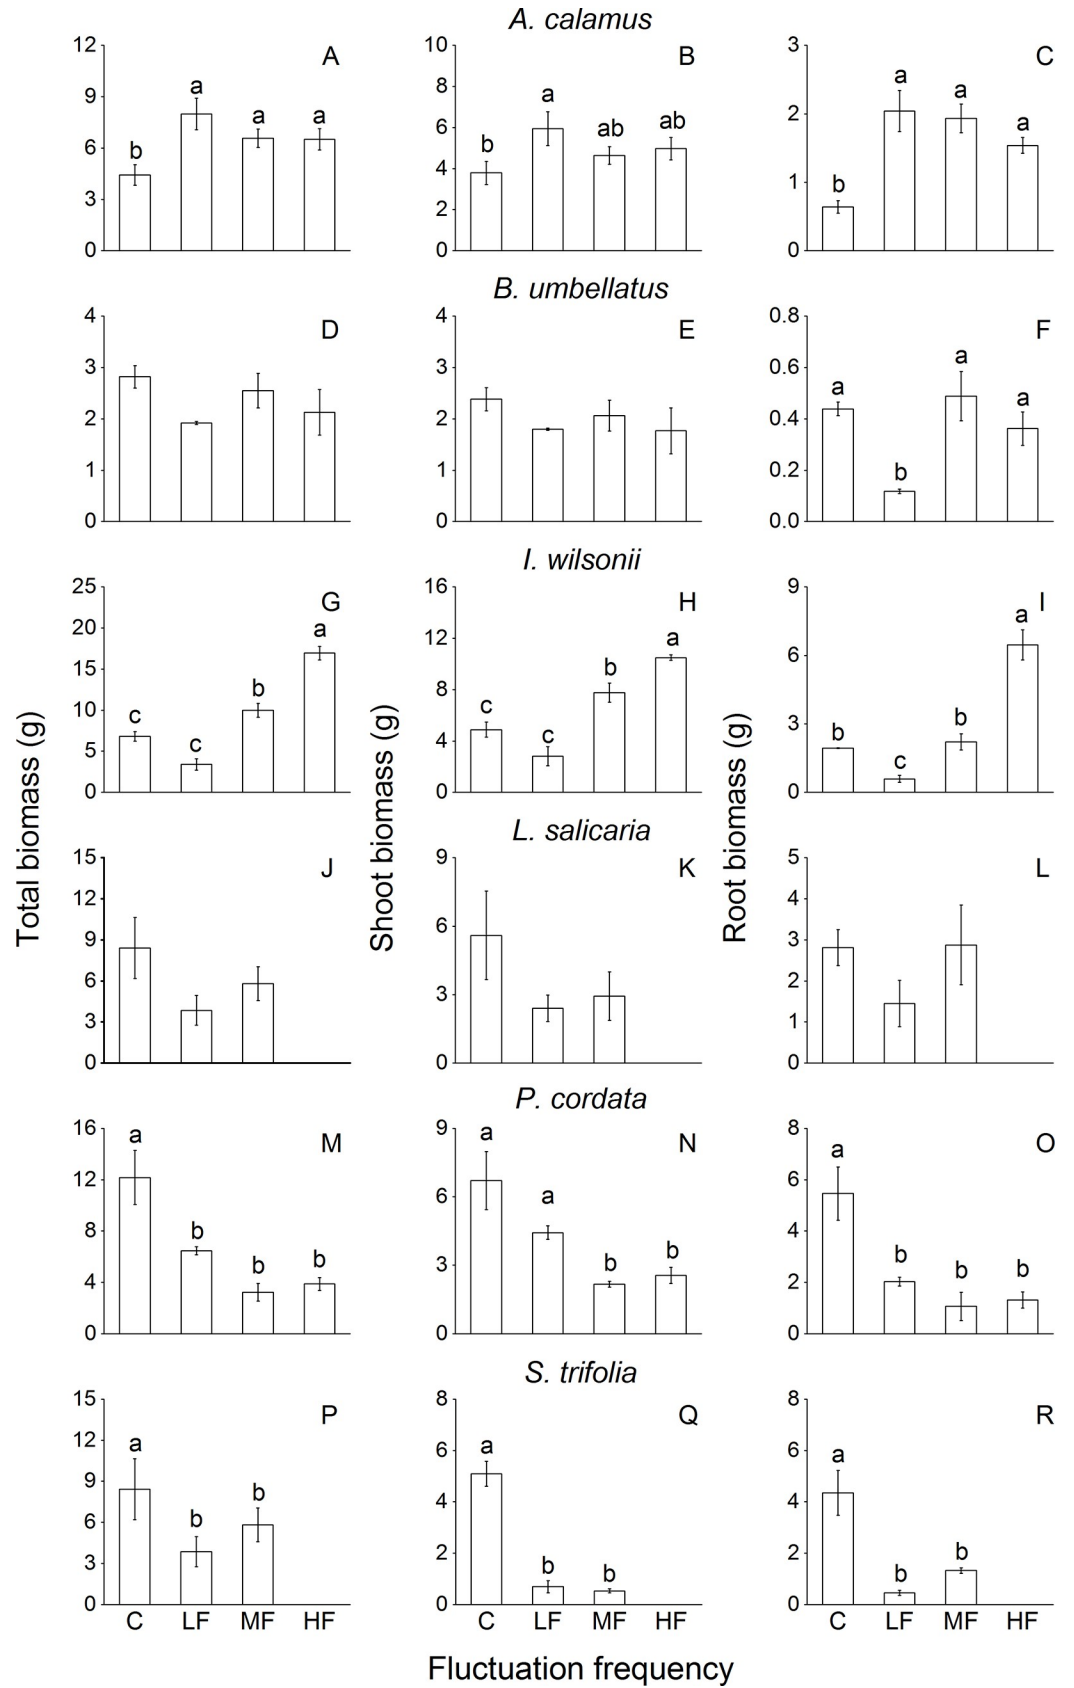 A. calamus
12
9
6
3
0
A
b
a
a
a
10
8
6
4
2
0
B
b
a
ab
ab
3
2
1
0
C
b
a
a
a
B. umbellatus
4
3
2
1
0
D
4
3
2
1
0
E
0.8
0.6
0.4
0.2
0.0
F
a
b
a
a
I. wilsonii
25
20
15
10
5
0
G
c
c
b
a
16
12
8
4
0
H
c
c
b
a
9
6
3
0
I
b
c
b
a
Total biomass (g)
Shoot biomass (g)
Root biomass (g)
L. salicaria
15
12
9
6
3
0
J
9
6
3
0
K
5
4
3
2
1
0
L
P. cordata
16
12
8
4
0
M
a
b
b
b
9
6
3
0
N
a
a
b
b
8
6
4
2
0
O
a
b
b
b
S. trifolia
15
12
9
6
3
0
P
a
b
b
8
6
4
2
0
Q
a
b
b
8
6
4
2
0
R
a
b
b
C LF MF HF
C LF MF HF
C LF MF HF
Fluctuation frequency